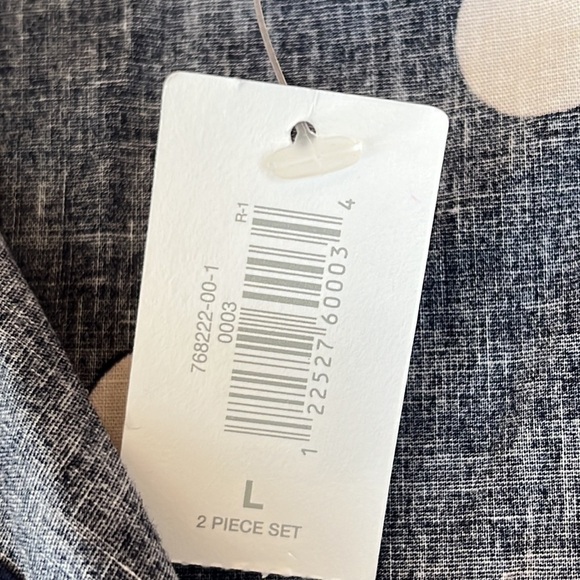 R-1
768222-00-1
0003
1 22527 60003 4
L
2 PIECE SET